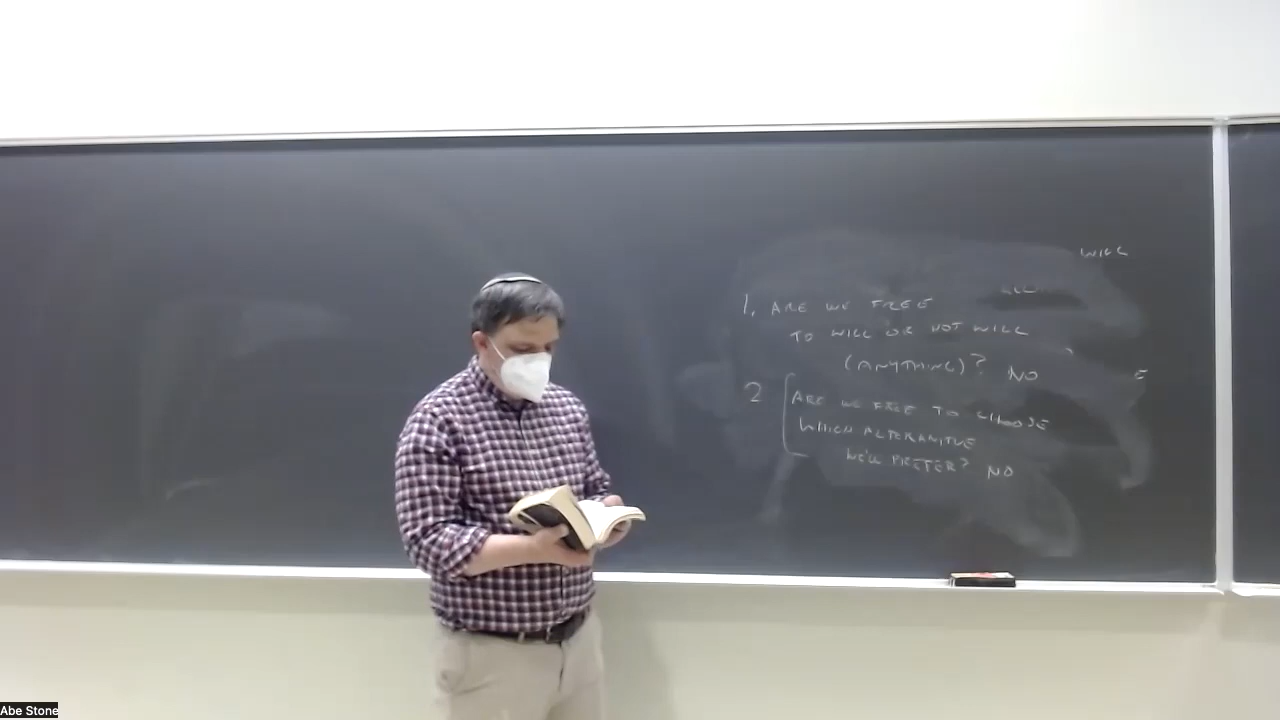 WILL
1. ARE WE FREE
TO WILL OR NOT WILL
(ANYTHING)? NO
E
2 ARE WE FREE TO CHOOSE
WHICH ALTERANITVE
WE'LL PREFER? NO
Abe Stone